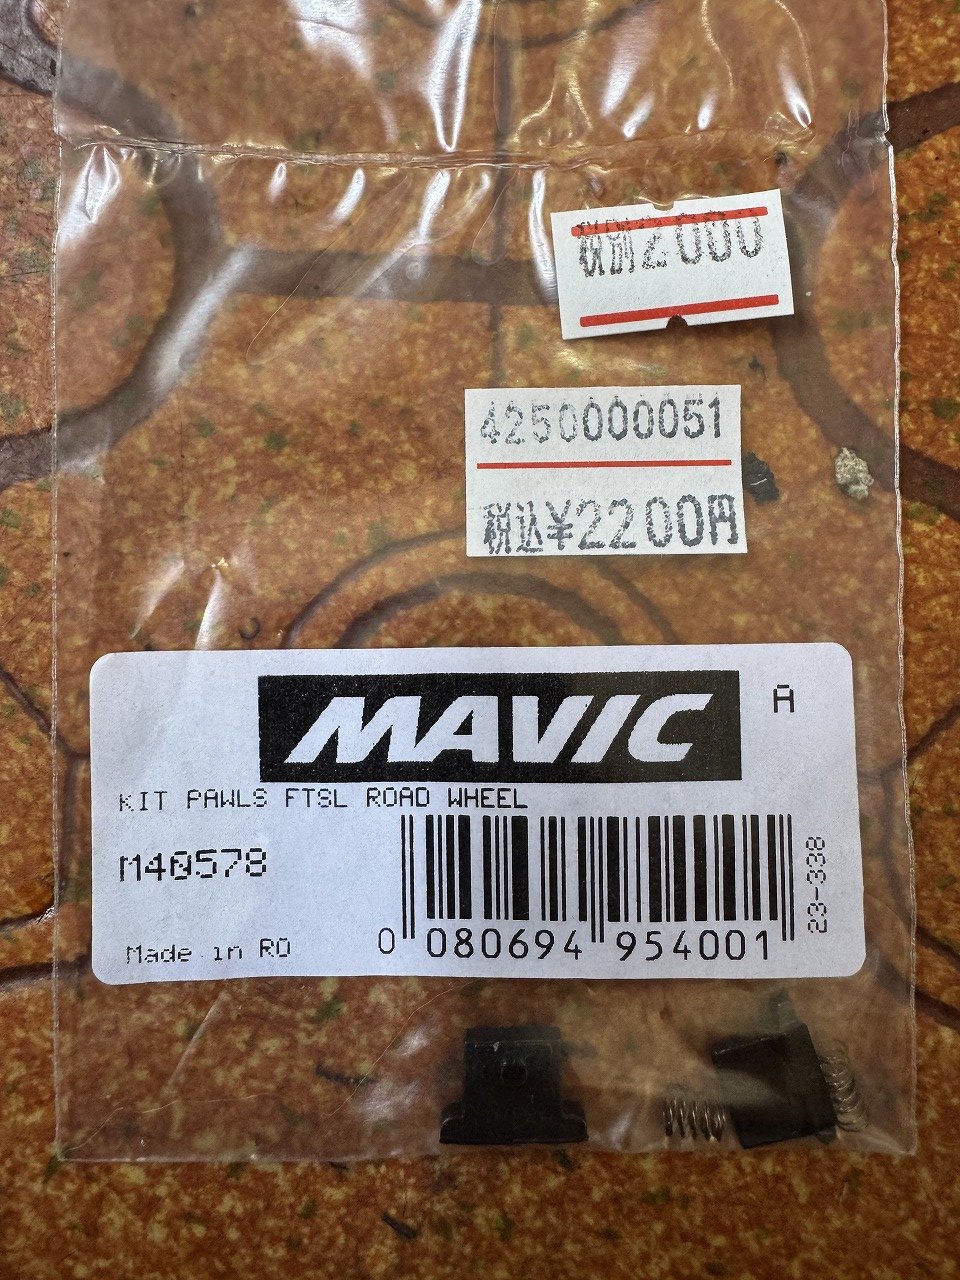 税別2000
4250000051
税込¥2200円
MAVIC
A
KIT PAWLS FTSL ROAD WHEEL
M40578
23-338
Made in RO
0 080694 954001